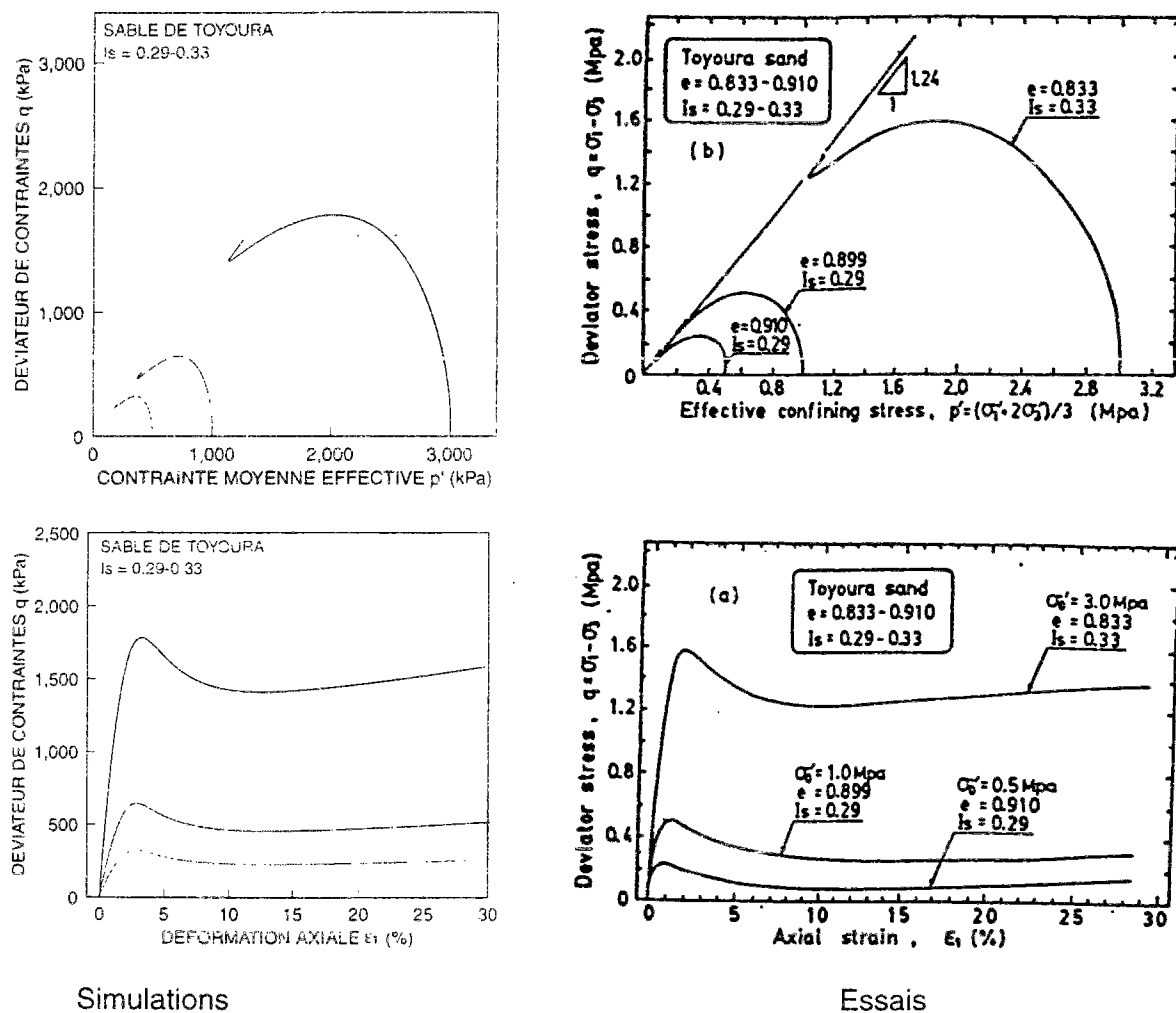 SABLE DE TOYOURA
Is = 0.29-0.33
DEVIATEUR DE CONTRAINTES q (kPa)
3,000
2,000
1,000
0
0
1,000
2,000
3,000
CONTRAINTE MOYENNE EFFECTIVE p' (kPa)
Toyoura sand
e = 0.833-0.910
Is = 0.29-0.33
(b)
1.24
1
e=0.833
Is=0.33
e=0.899
Is=0.29
e=0.910
Is=0.29
Deviator stress, q=σ1-σ3 (Mpa)
2.0
1.6
1.2
0.8
0.4
0
0.4
0.8
1.2
1.6
2.0
2.4
2.8
3.2
Effective confining stress, p'=(σ1'+2σ3')/3 (Mpa)
SABLE DE TOYOURA
Is = 0.29-0.33
DEVIATEUR DE CONTRAINTES q (kPa)
2,500
2,000
1,500
1,000
500
0
0
5
10
15
20
25
30
DEFORMATION AXIALE ε1 (%)
(a)
Toyoura sand
e = 0.833-0.910
Is = 0.29-0.33
σ0'=3.0Mpa
e = 0.833
Is = 0.33
σ0'=1.0Mpa
e = 0.899
Is = 0.29
σ0'=0.5Mpa
e = 0.910
Is = 0.29
Deviator stress, q=σ1-σ3 (Mpa)
2.0
1.6
1.2
0.8
0.4
0
0
5
10
15
20
25
30
Axial strain, ε1 (%)
Simulations
Essais